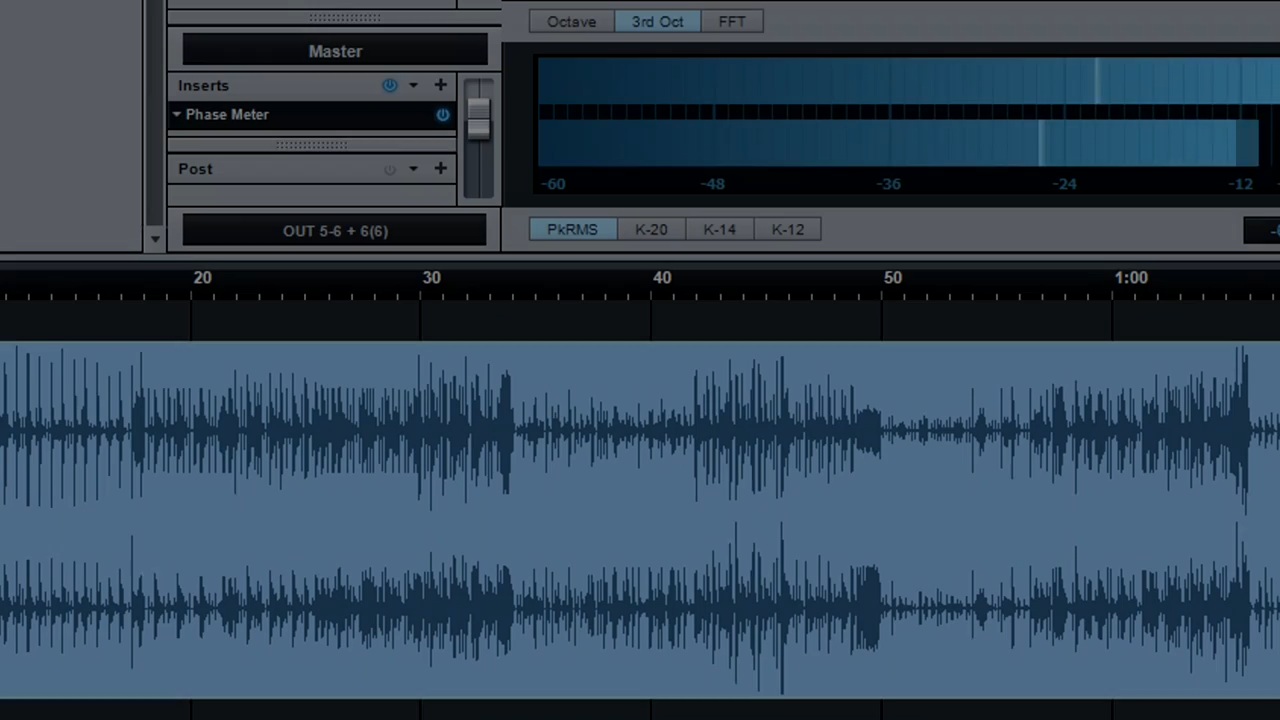 Octave 3rd Oct FFT
Master
Inserts
Phase Meter
Post
-60 -48 -36 -24 -12
OUT 5-6 + 6(6)
PkRMS K-20 K-14 K-12
20 30 40 50 1:00